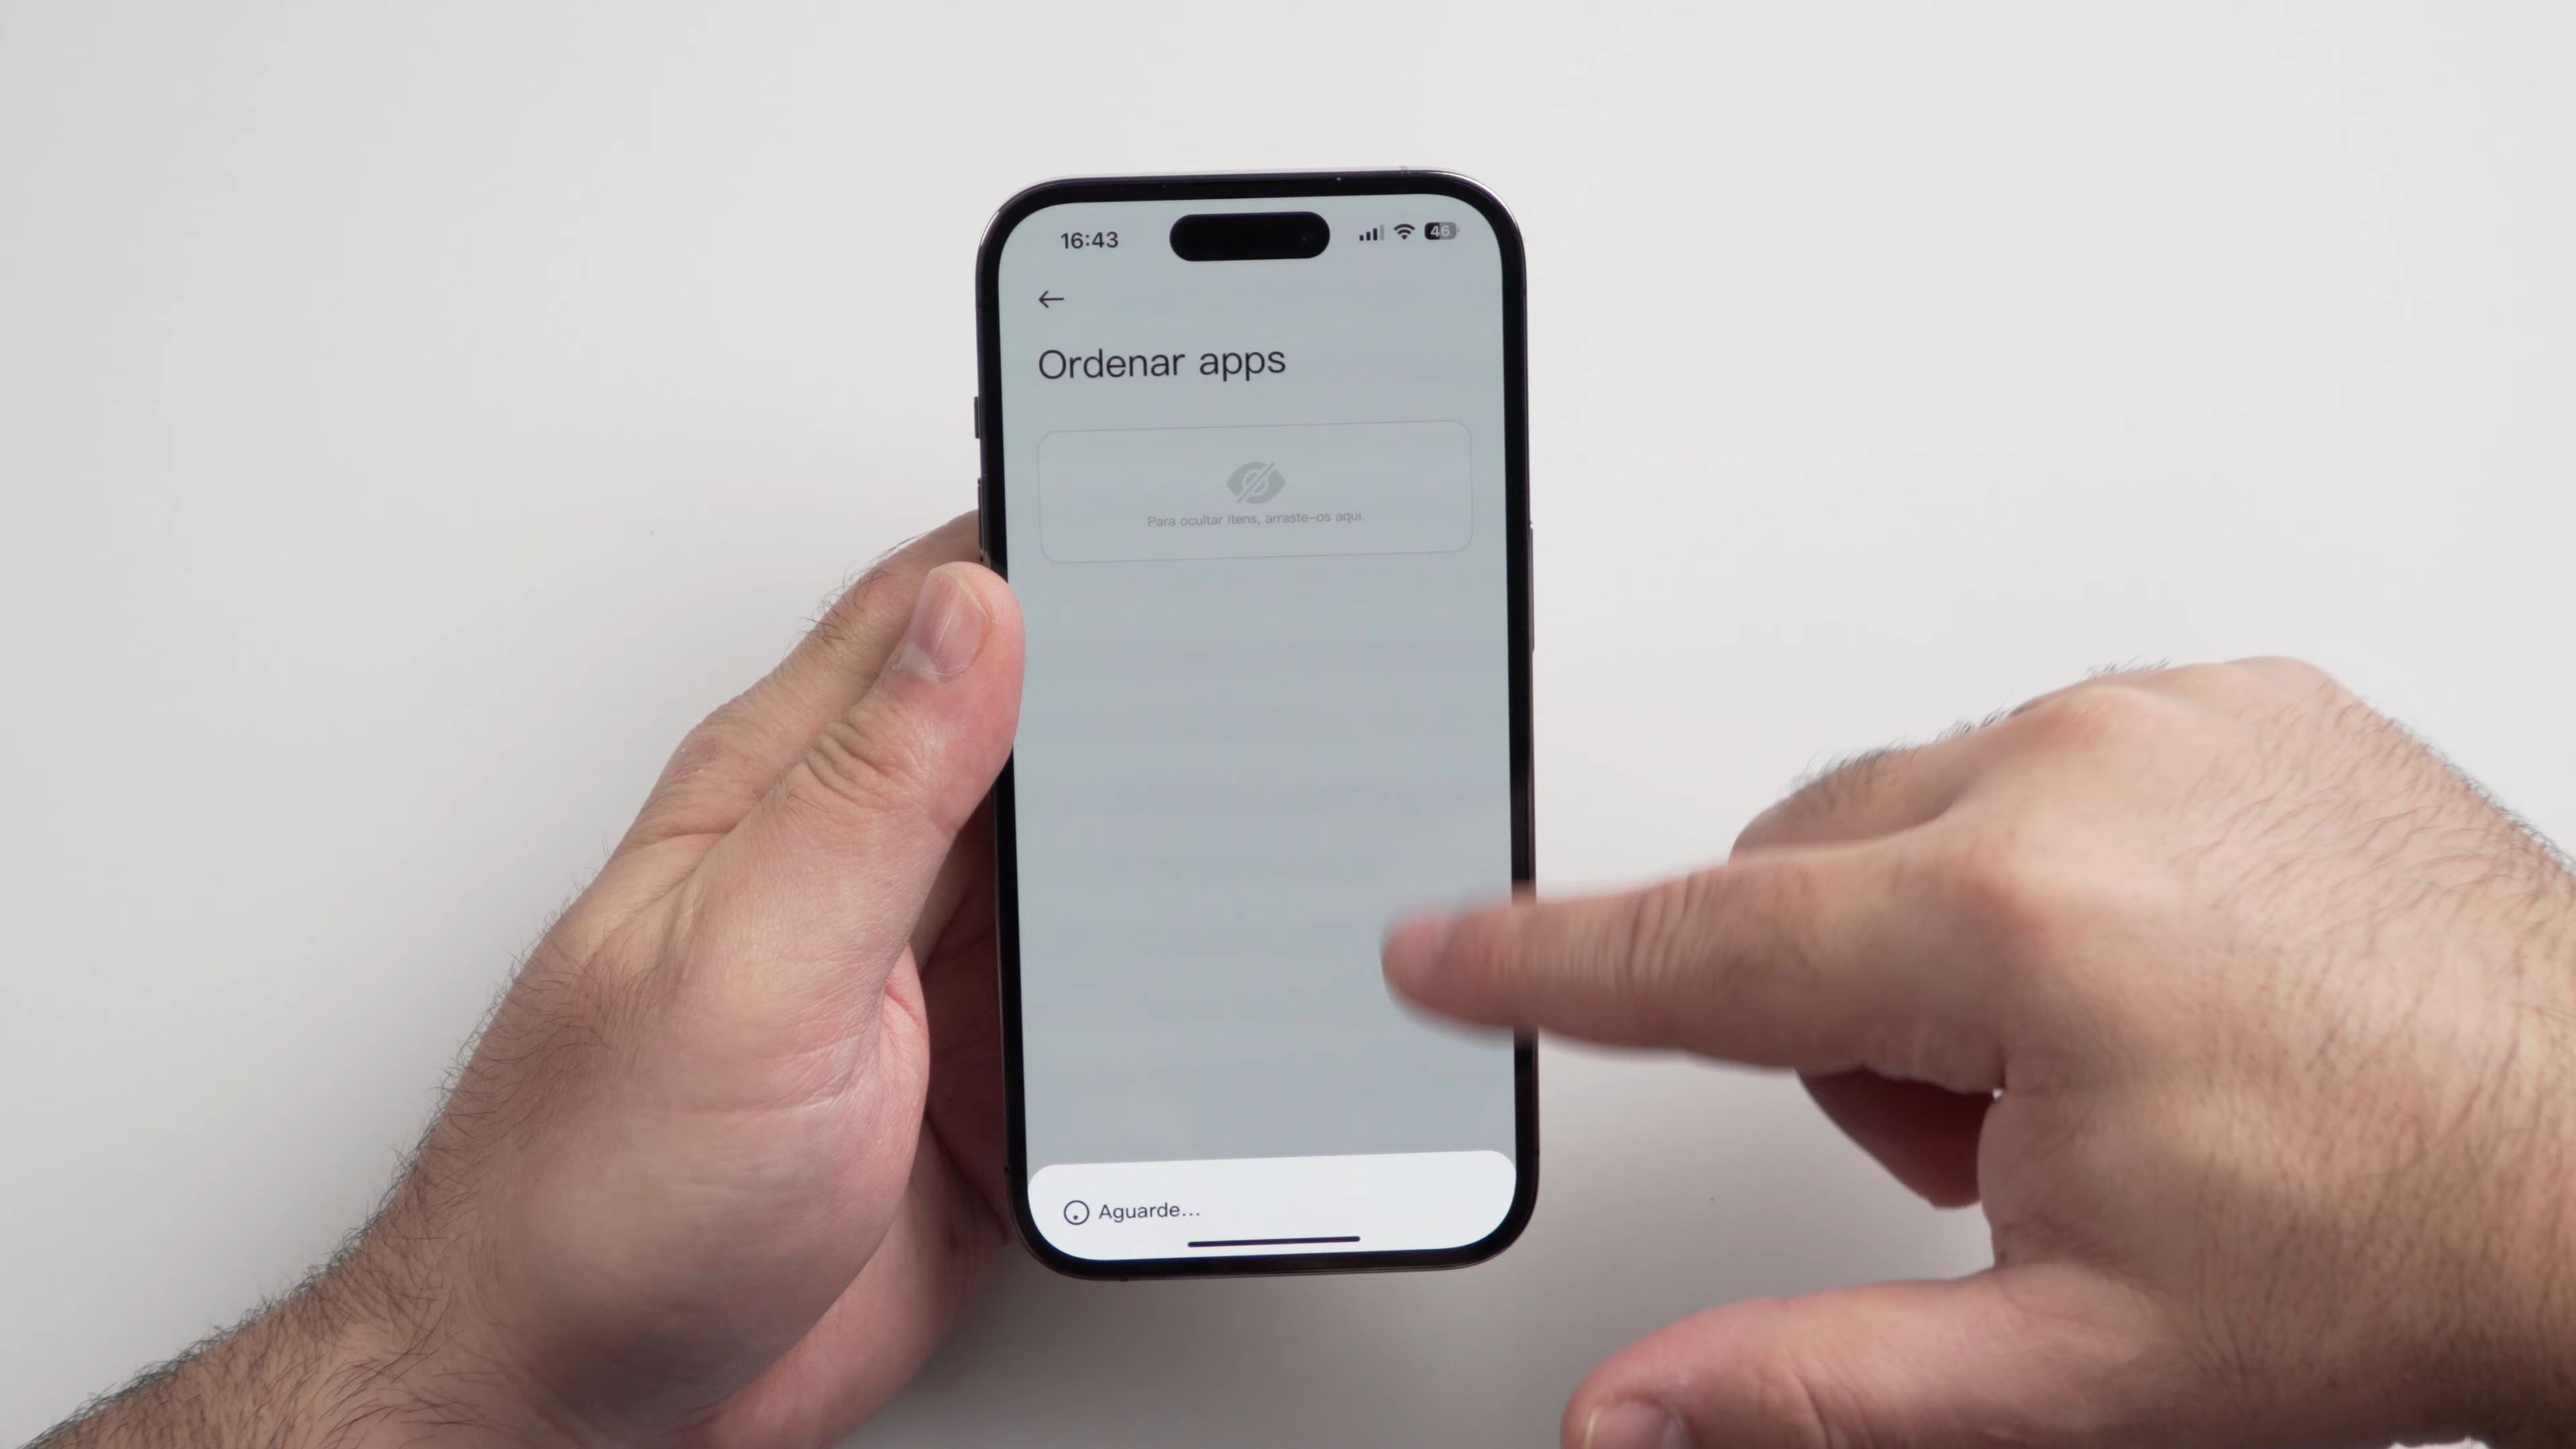 16:43
46
Ordenar apps
Para ocultar itens, arraste-os aqui.
Aguarde...